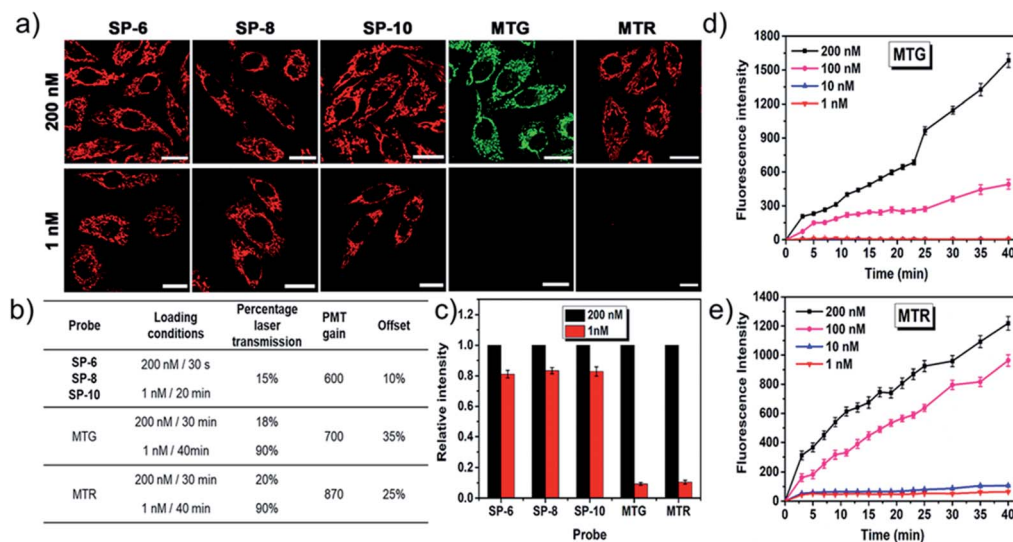 a)
SP-6 SP-8 SP-10 MTG MTR
200 nM
1 nM
b)
Probe Loading conditions Percentage laser transmission PMT gain Offset
SP-6
SP-8
SP-10
200 nM / 30 s
1 nM / 20 min
15% 600 10%
MTG
200 nM / 30 min 18%
1 nM / 40min 90%
700 35%
MTR
200 nM / 30 min 20%
1 nM / 40 min 90%
870 25%
c)
Relative intensity
1.4
1.2
1.0
0.8
0.6
0.4
0.2
0.0
200 nM
1nM
SP-6 SP-8 SP-10 MTG MTR
Probe
d)
Fluorescence intensity
1800
1500
1200
900
600
300
0
200 nM
100 nM
10 nM
1 nM
MTG
0 5 10 15 20 25 30 35 40
Time (min)
e)
Fluorescence intensity
1400
1200
1000
800
600
400
200
0
200 nM
100 nM
10 nM
1 nM
MTR
0 5 10 15 20 25 30 35 40
Time (min)